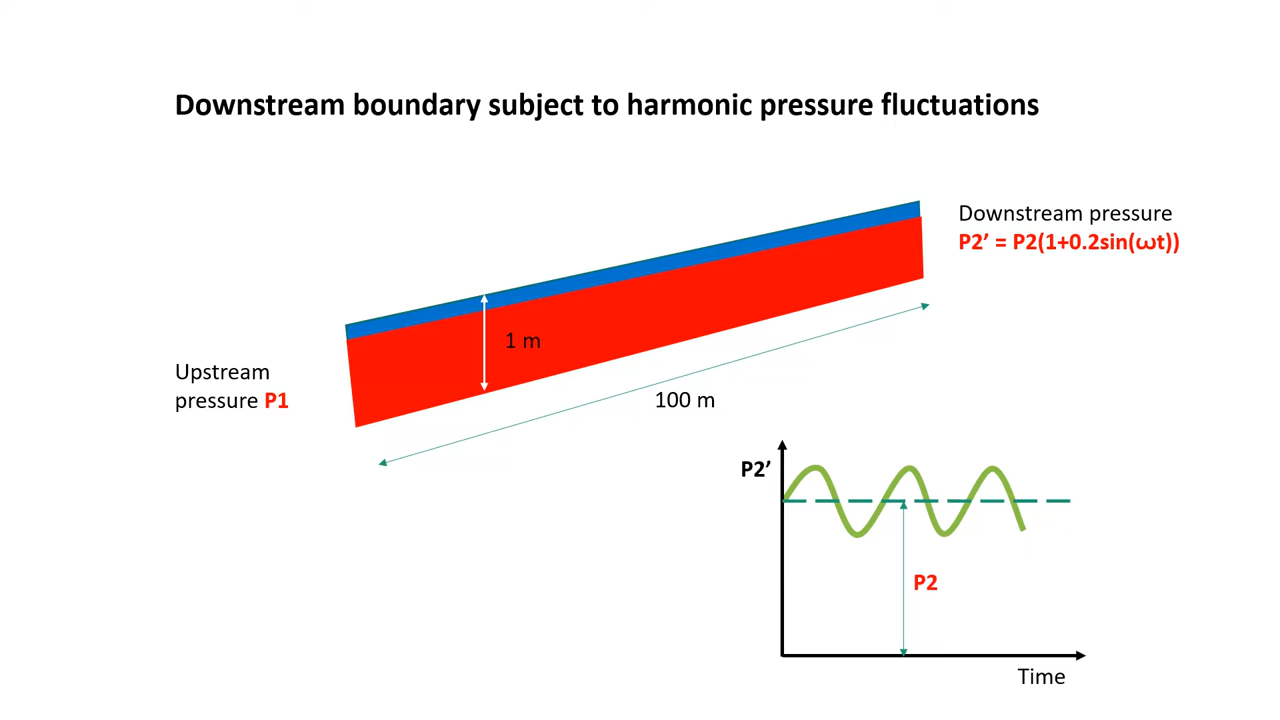 Downstream boundary subject to harmonic pressure fluctuations
Downstream pressure
P2’ = P2(1+0.2sin(ωt))
1 m
Upstream
pressure P1
100 m
P2’
P2
Time